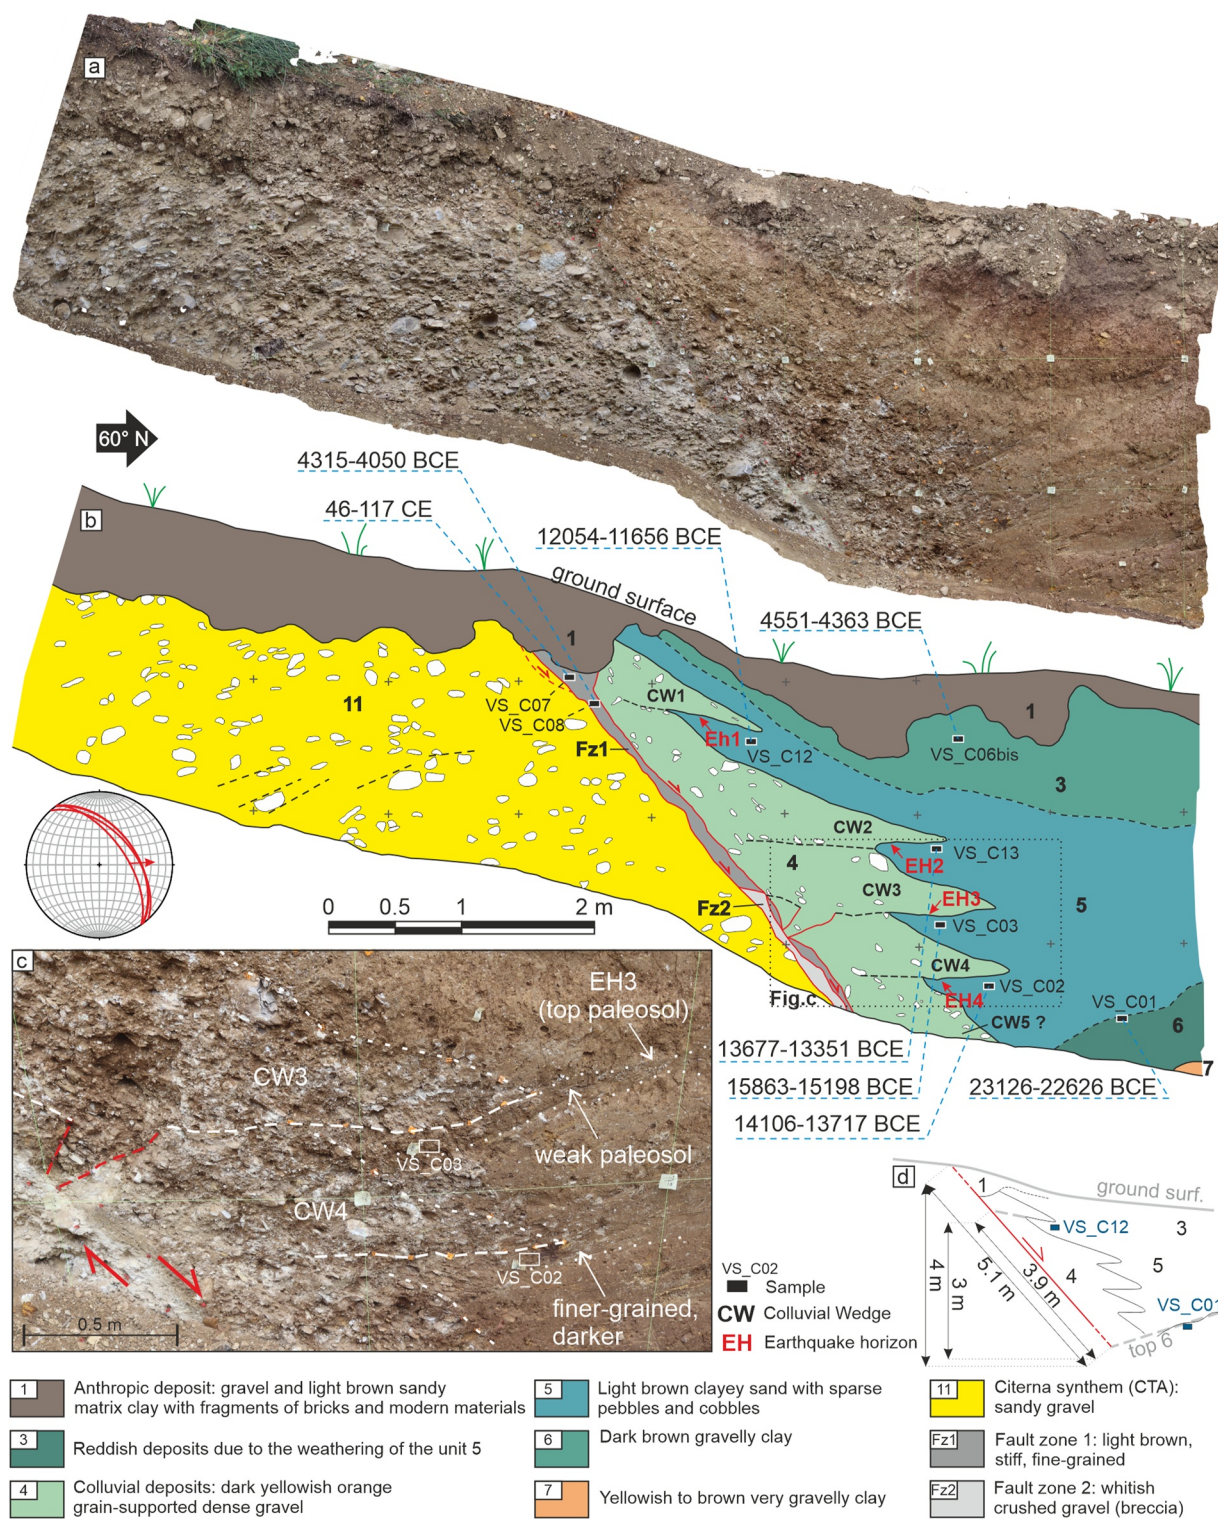 a
60° N
4315-4050 BCE
46-117 CE
12054-11656 BCE
b
ground surface
4551-4363 BCE
1
VS_C07
VS_C08
11
CW1
Eh1
VS_C12
VS_C06bis
1
3
Fz1
CW2
VS_C13
EH2
4
CW3
EH3
5
Fz2
VS_C03
CW4
VS_C02
EH4
Fig.c
CW5 ?
VS_C01
6
7
0 0.5 1 2 m
13677-13351 BCE
15863-15198 BCE
23126-22626 BCE
14106-13717 BCE
c
EH3
(top paleosol)
CW3
weak paleosol
VS_C03
CW4
VS_C02
finer-grained,
darker
0.5 m
d
1
ground surf.
VS_C12
3
5
4
3.9 m
5.1 m
3 m
4 m
VS_C01
top 6
VS_C02
Sample
CW Colluvial Wedge
EH Earthquake horizon
1 Anthropic deposit: gravel and light brown sandy
matrix clay with fragments of bricks and modern materials
3 Reddish deposits due to the weathering of the unit 5
4 Colluvial deposits: dark yellowish orange
grain-supported dense gravel
5 Light brown clayey sand with sparse
pebbles and cobbles
6 Dark brown gravelly clay
7 Yellowish to brown very gravelly clay
11 Citerna synthem (CTA):
sandy gravel
Fz1 Fault zone 1: light brown,
stiff, fine-grained
Fz2 Fault zone 2: whitish
crushed gravel (breccia)